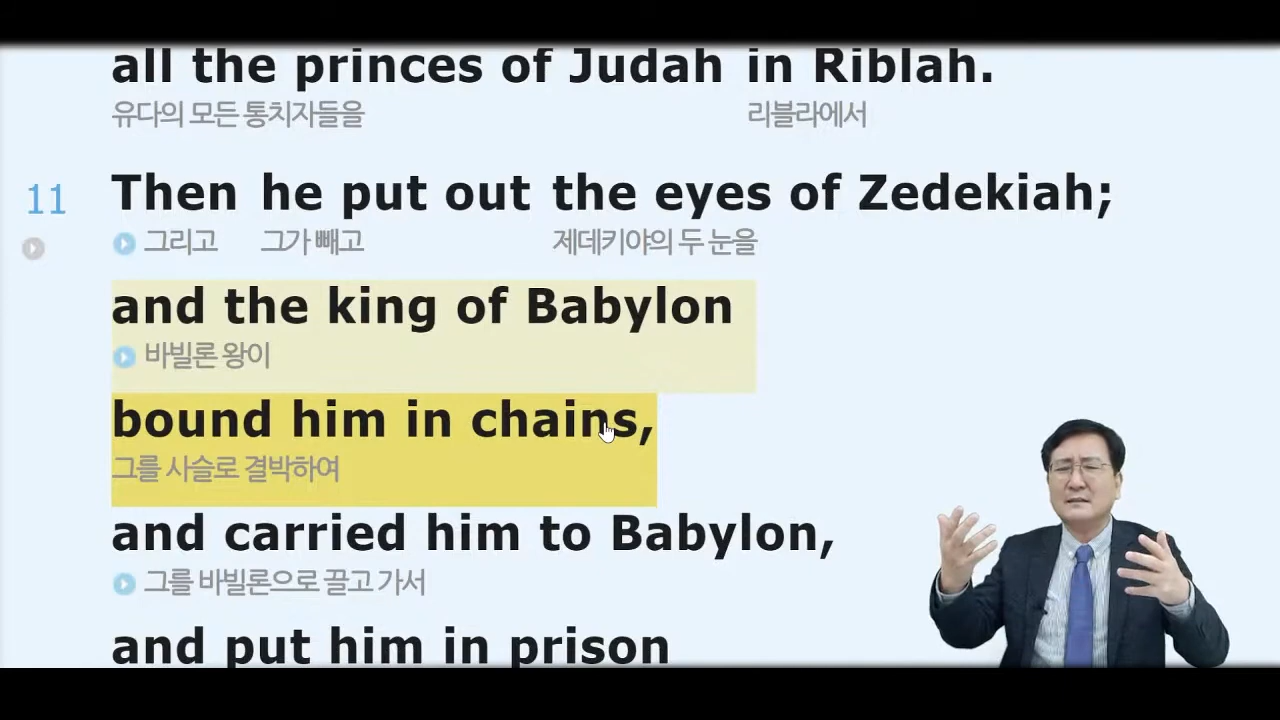 all the princes of Judah in Riblah.
유다의 모든 통치자들을 리블라에서
11 Then he put out the eyes of Zedekiah;
그리고 그가 빼고 제데키야의 두 눈을
and the king of Babylon
바빌론 왕이
bound him in chains,
그를 사슬로 결박하여
and carried him to Babylon,
그를 바빌론으로 끌고 가서
and put him in prison